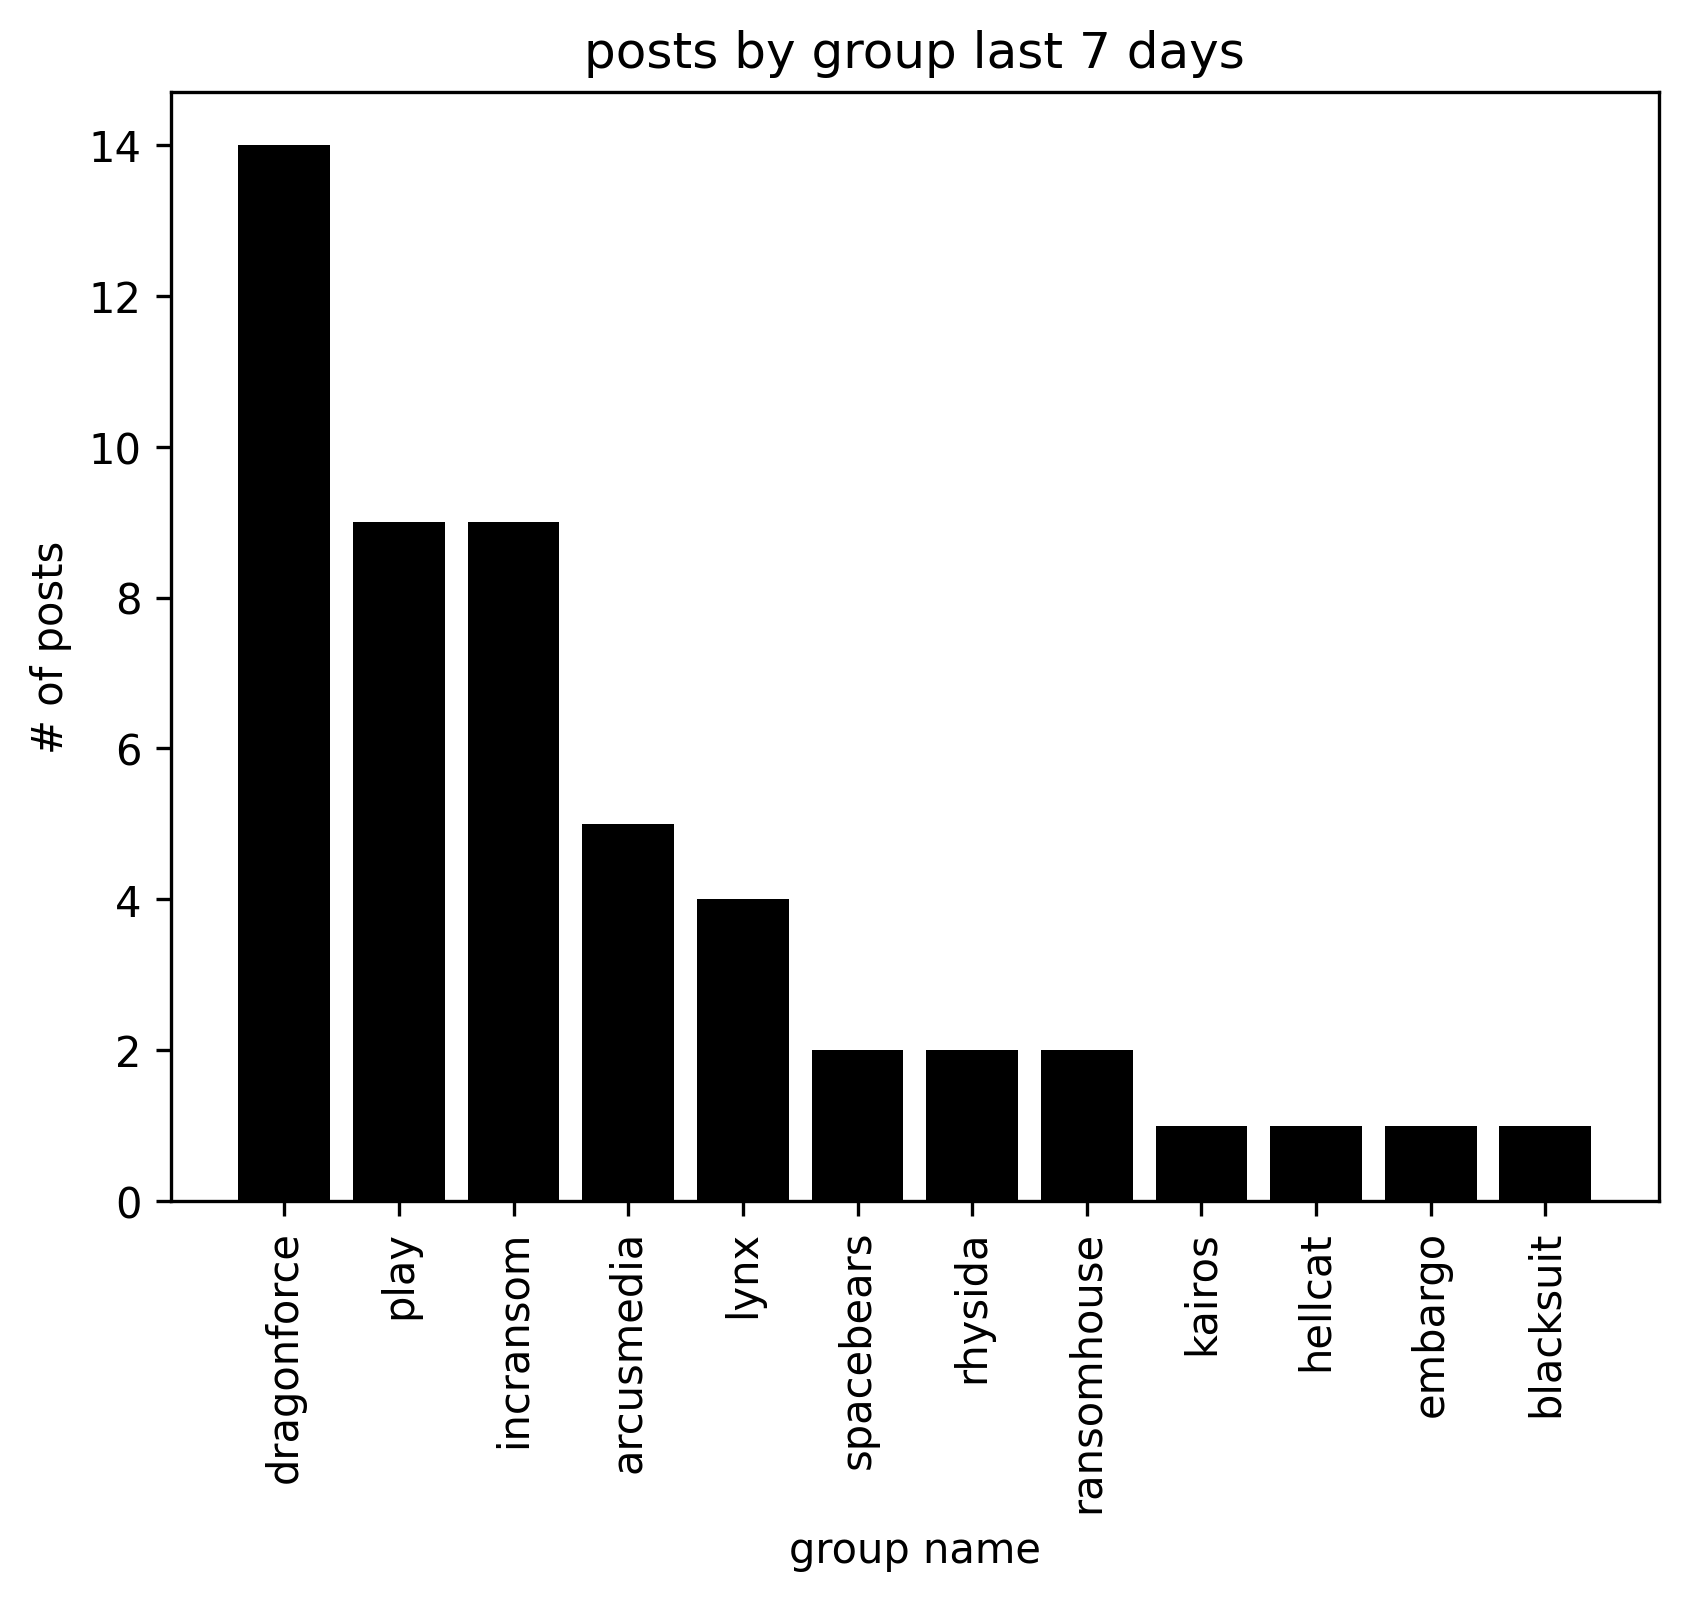 posts by group last 7 days
# of posts
14
12
10
8
6
4
2
0
dragonforce
play
incransom
arcusmedia
lynx
spacebears
rhysida
ransomhouse
kairos
hellcat
embargo
blacksuit
group name